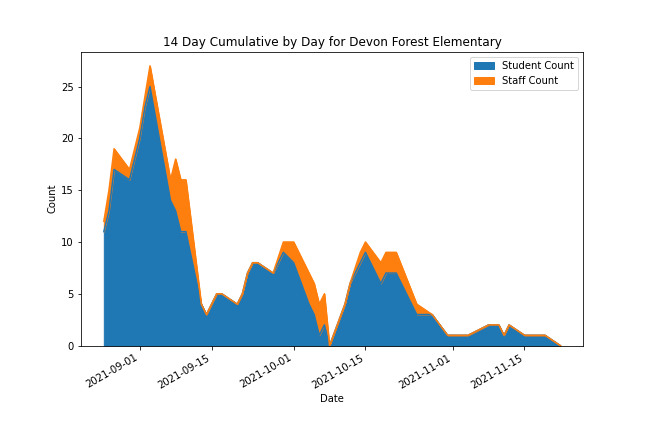 14 Day Cumulative by Day for Devon Forest Elementary
Student Count
Staff Count
Count
25
20
15
10
5
0
2021-09-01
2021-09-15
2021-10-01
2021-10-15
2021-11-01
2021-11-15
Date